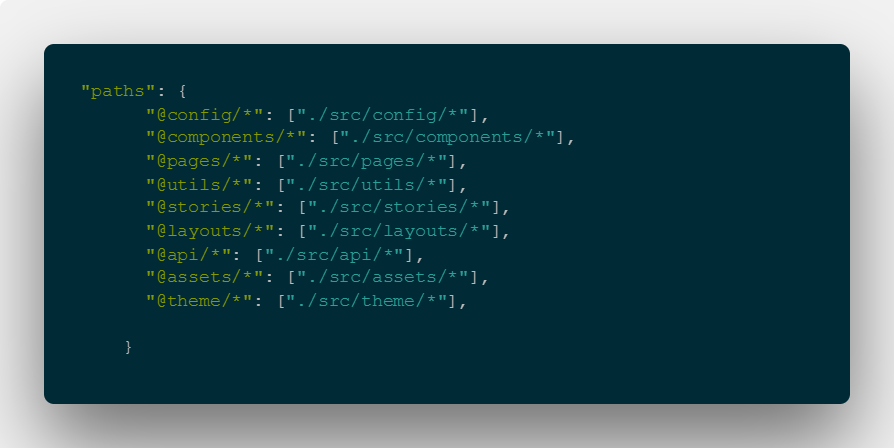 "paths": {
"@config/*": ["./src/config/*"],
"@components/*": ["./src/components/*"],
"@pages/*": ["./src/pages/*"],
"@utils/*": ["./src/utils/*"],
"@stories/*": ["./src/stories/*"],
"@layouts/*": ["./src/layouts/*"],
"@api/*": ["./src/api/*"],
"@assets/*": ["./src/assets/*"],
"@theme/*": ["./src/theme/*"],
}